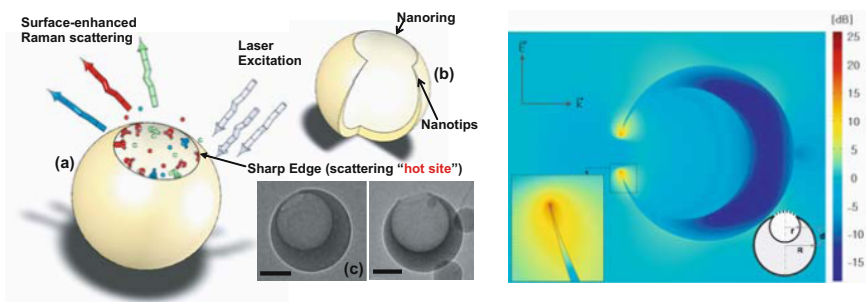 Surface-enhanced
Raman scattering
Laser
Excitation
Nanoring
(b)
Nanotips
(a)
Sharp Edge (scattering "hot site")
(c)
E
K
r
R
[dB]
25
20
15
10
5
0
-5
-10
-15